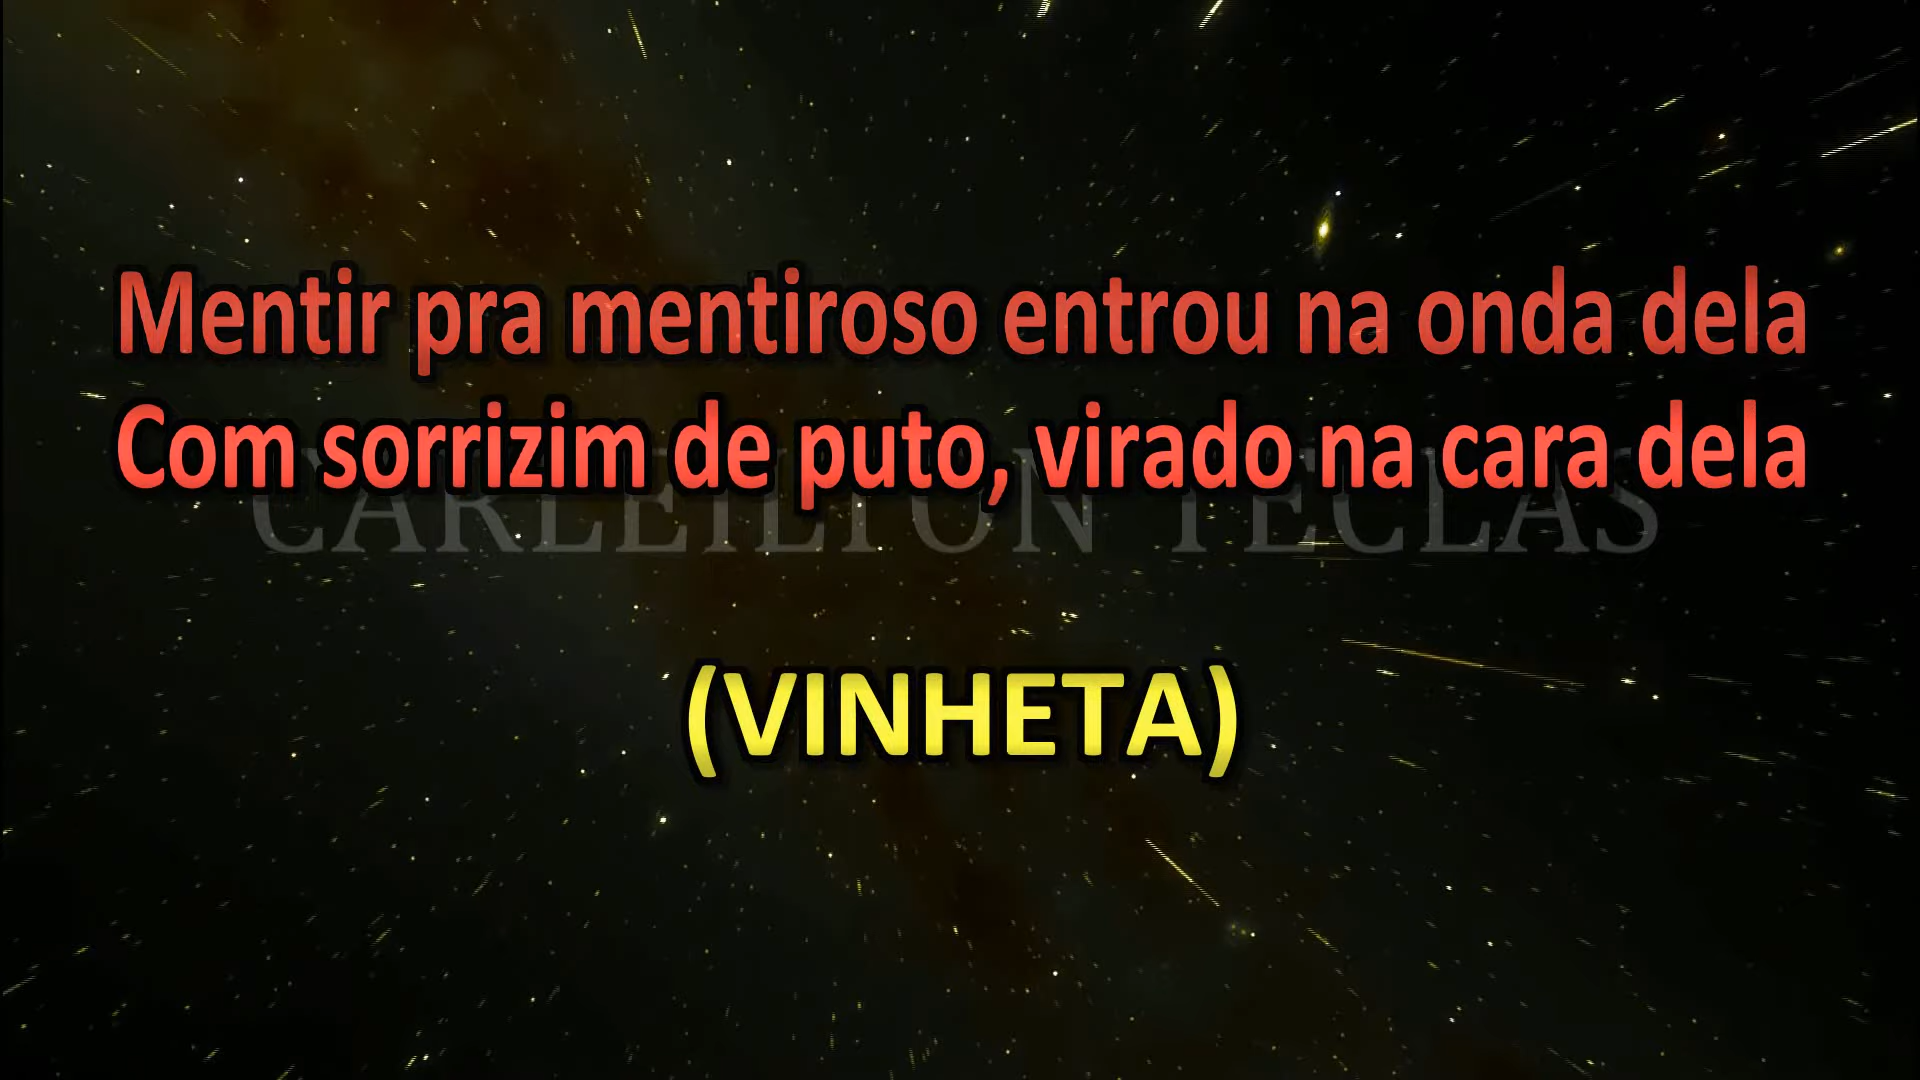 Mentir pra mentiroso entrou na onda dela
Com sorrizim de puto, virado na cara dela
CARLEILTON TECLAS
(VINHETA)